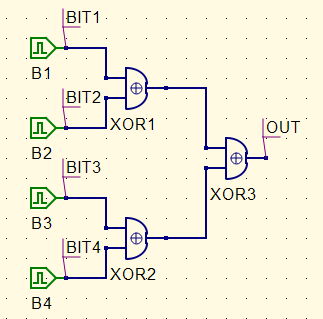 BIT1
B1
BIT2
XOR1
B2
OUT
BIT3
XOR3
B3
BIT4
XOR2
B4